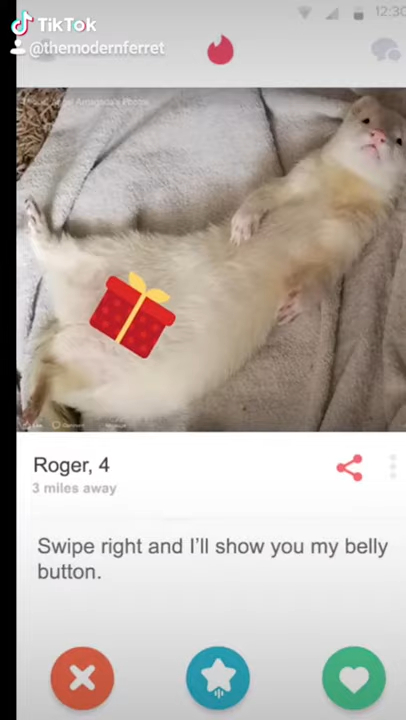 TikTok
@themodernferret
12:30
Roger, 4
3 miles away
Swipe right and I'll show you my belly
button.